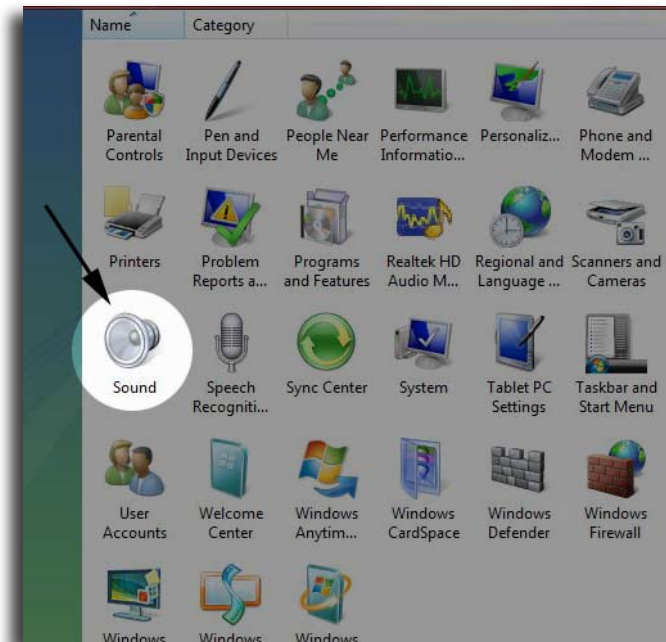 Name Category
Parental Pen and People Near Performance Personaliz... Phone and
Controls Input Devices Me Informatio... Modem ...
Printers Problem Programs Realtek HD Regional and Scanners and
Reports a... and Features Audio M... Language ... Cameras
Sound Speech Sync Center System Tablet PC Taskbar and
Recogniti... Settings Start Menu
User Welcome Windows Windows Windows Windows
Accounts Center Anytim... CardSpace Defender Firewall
Windows Windows Windows